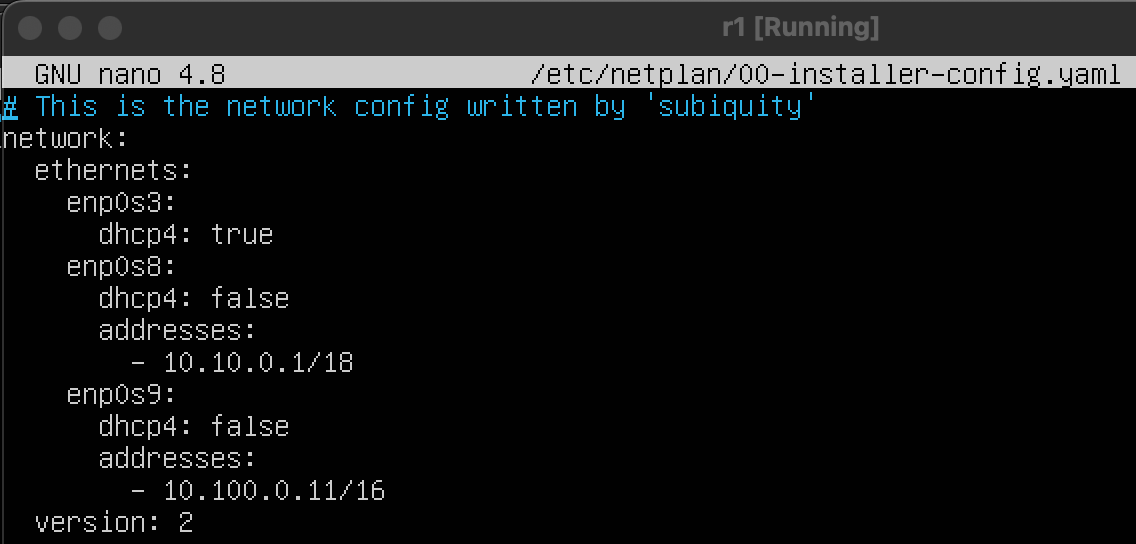 r1 [Running]
GNU nano 4.8 /etc/netplan/00-installer-config.yaml
# This is the network config written by 'subiquity'
network:
  ethernets:
    enp0s3:
      dhcp4: true
    enp0s8:
      dhcp4: false
      addresses:
        - 10.10.0.1/18
    enp0s9:
      dhcp4: false
      addresses:
        - 10.100.0.11/16
  version: 2